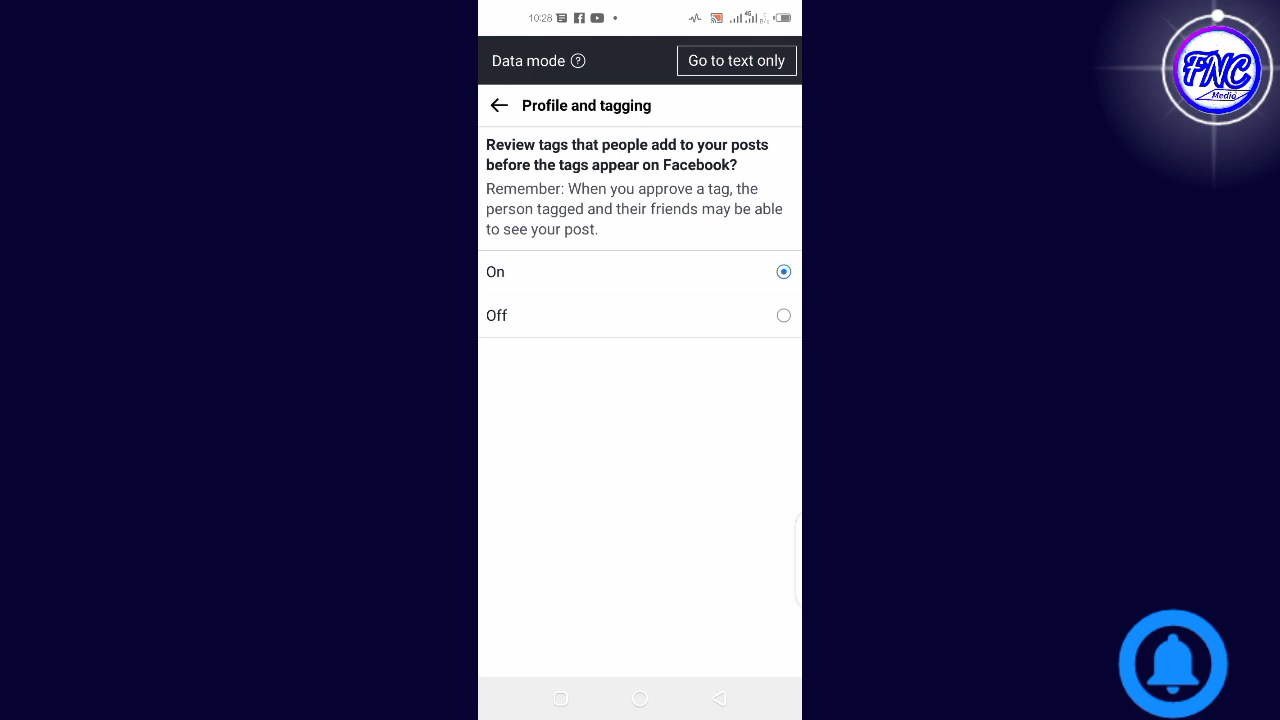 10:28
4G
Data mode ?
Go to text only
Profile and tagging
Review tags that people add to your posts
before the tags appear on Facebook?
Remember: When you approve a tag, the
person tagged and their friends may be able
to see your post.
On
Off
FNC
Media